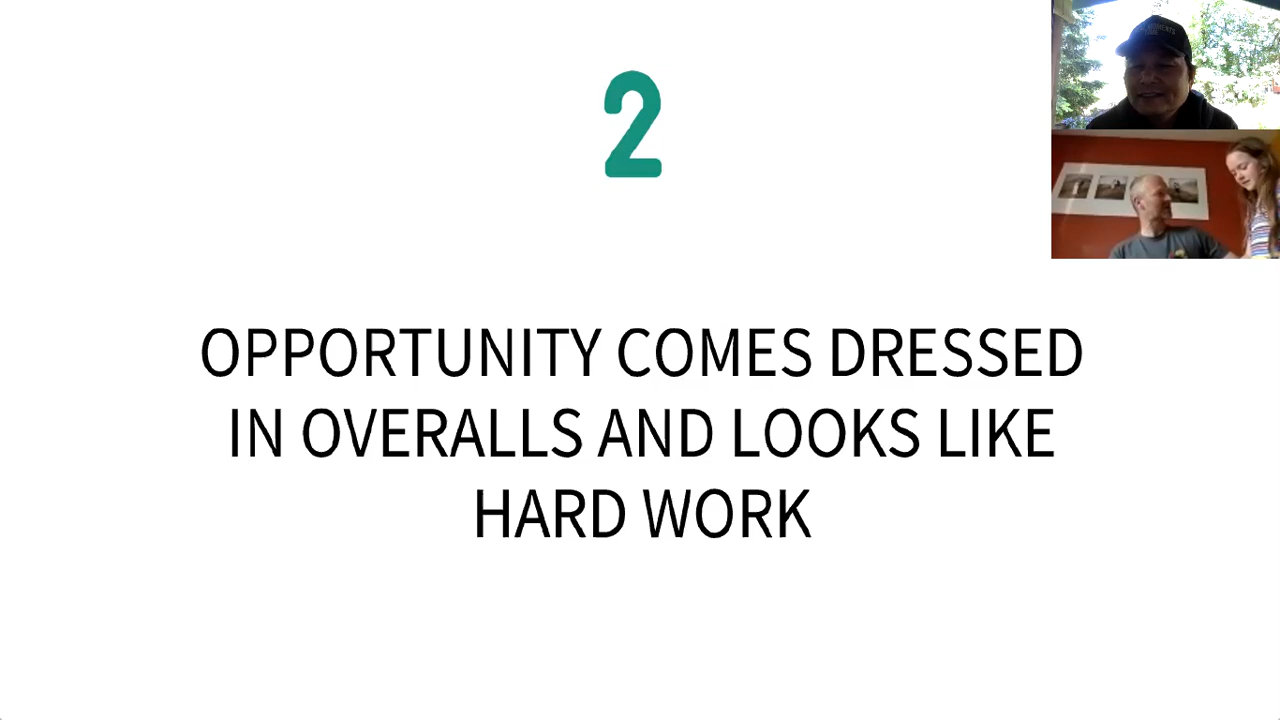 2
OPPORTUNITY COMES DRESSED
IN OVERALLS AND LOOKS LIKE
HARD WORK